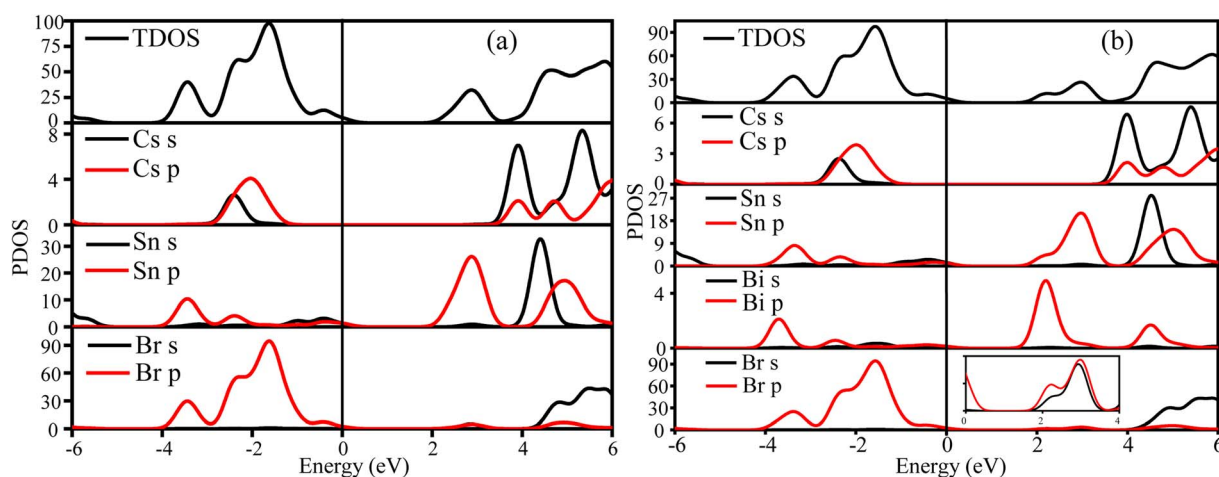 100
75
50
25
0
TDOS
(a)
8
4
0
Cs s
Cs p
30
20
10
0
Sn s
Sn p
90
60
30
0
Br s
Br p
-6 -4 -2 0 2 4 6
Energy (eV)
PDOS
90
60
30
0
TDOS
(b)
6
3
0
Cs s
Cs p
27
18
9
0
Sn s
Sn p
4
0
Bi s
Bi p
90
60
30
0
Br s
Br p
0 2 4
-6 -4 -2 0 2 4 6
Energy (eV)
PDOS